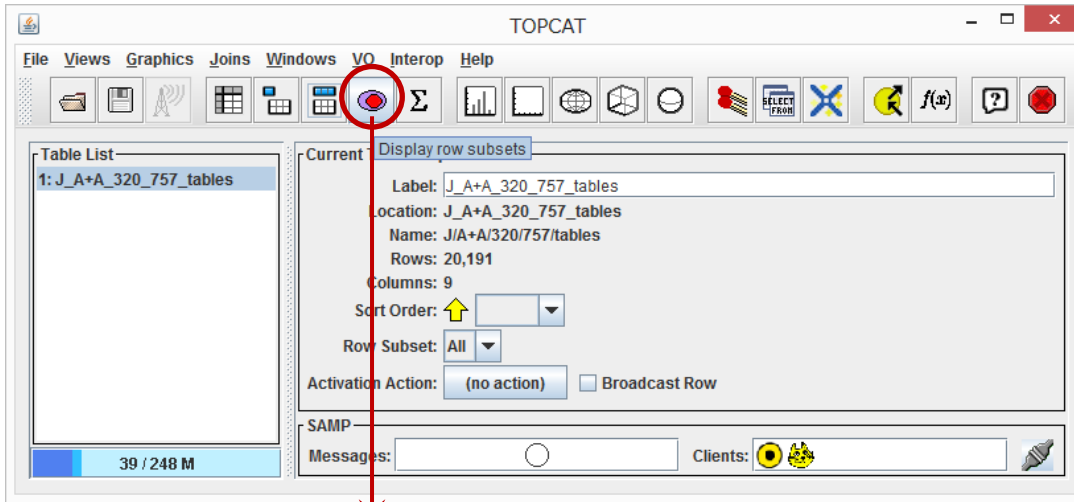 TOPCAT
File Views Graphics Joins Windows VO Interop Help
Σ SELECT FROM f(x) ?
Display row subsets
Table List
1: J_A+A_320_757_tables
Current T
Label: J_A+A_320_757_tables
Location: J_A+A_320_757_tables
Name: J/A+A/320/757/tables
Rows: 20,191
Columns: 9
Sort Order:
Row Subset: All
Activation Action: (no action) Broadcast Row
SAMP
Messages: Clients:
39 / 248 M